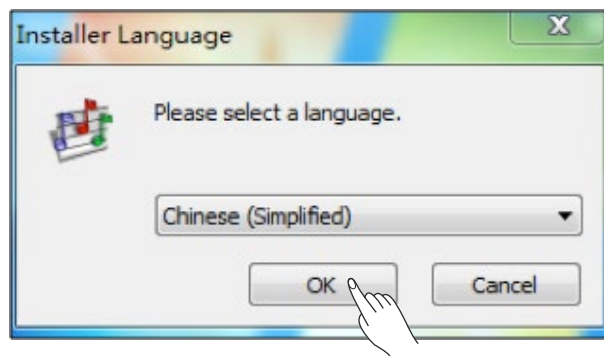 Installer Language
Please select a language.
Chinese (Simplified)
OK
Cancel